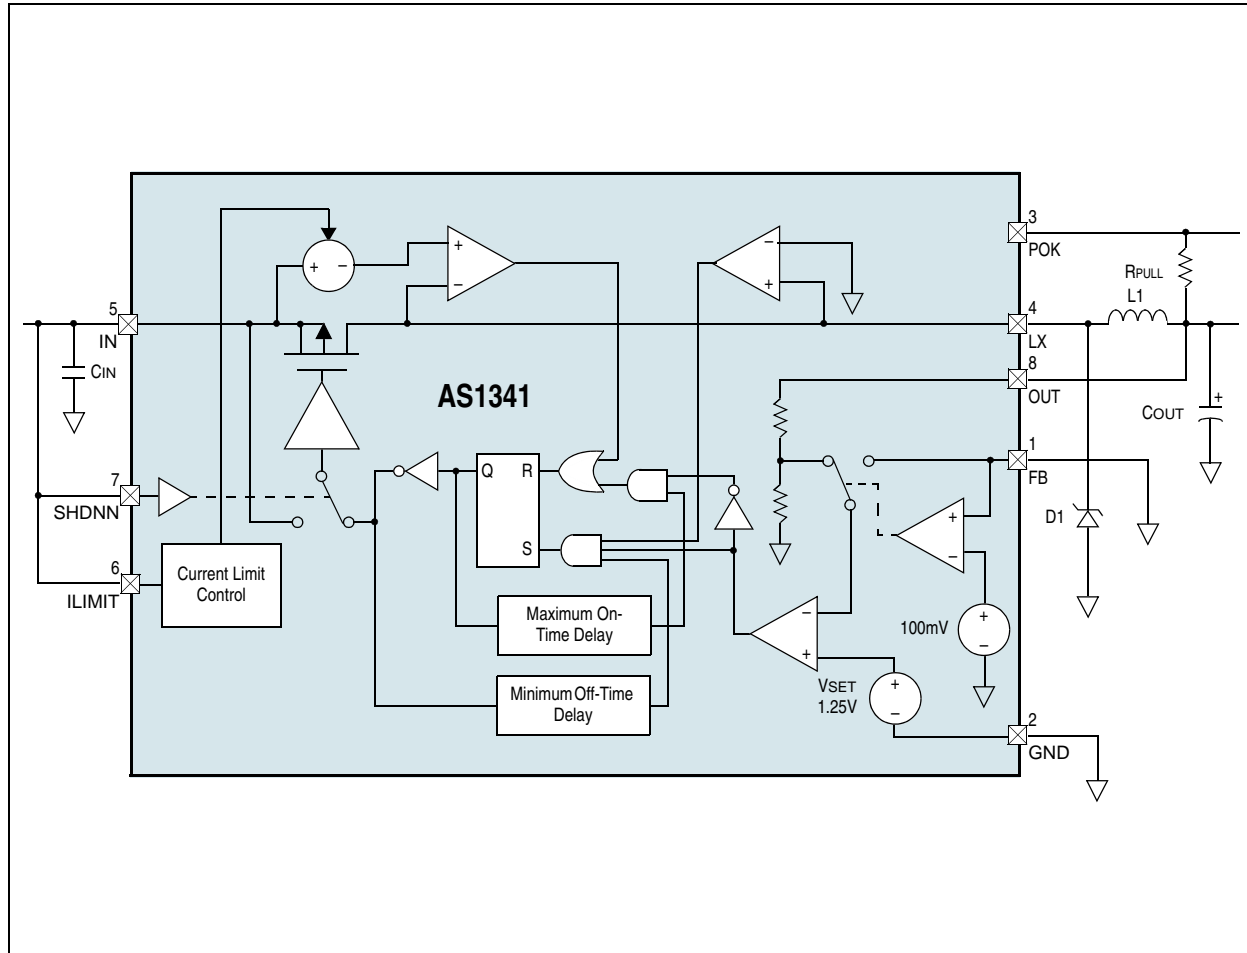 3
POK
RPULL
L1
+
−
+
−
−
+
5
IN
4
LX
CIN
8
OUT
AS1341
COUT
+
1
FB
Q
R
7
SHDNN
+
−
D1
S
6
ILIMIT
Current Limit
Control
Maximum On-
Time Delay
−
+
100mV
+
−
Minimum Off-Time
Delay
VSET
1.25V
+
−
2
GND